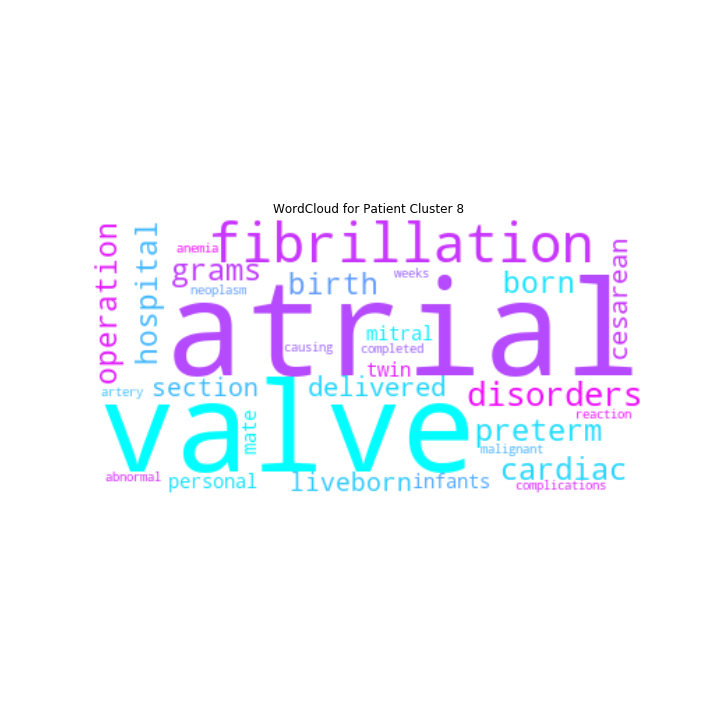 WordCloud for Patient Cluster 8
operation
hospital
anemia
fibrillation
grams
neoplasm
birth
weeks
born
cesarean
atrial
mitral
causing
completed
twin
artery
section
delivered
disorders
valve
mate
reaction
preterm
malignant
cardiac
abnormal
personal
liveborn
infants
complications